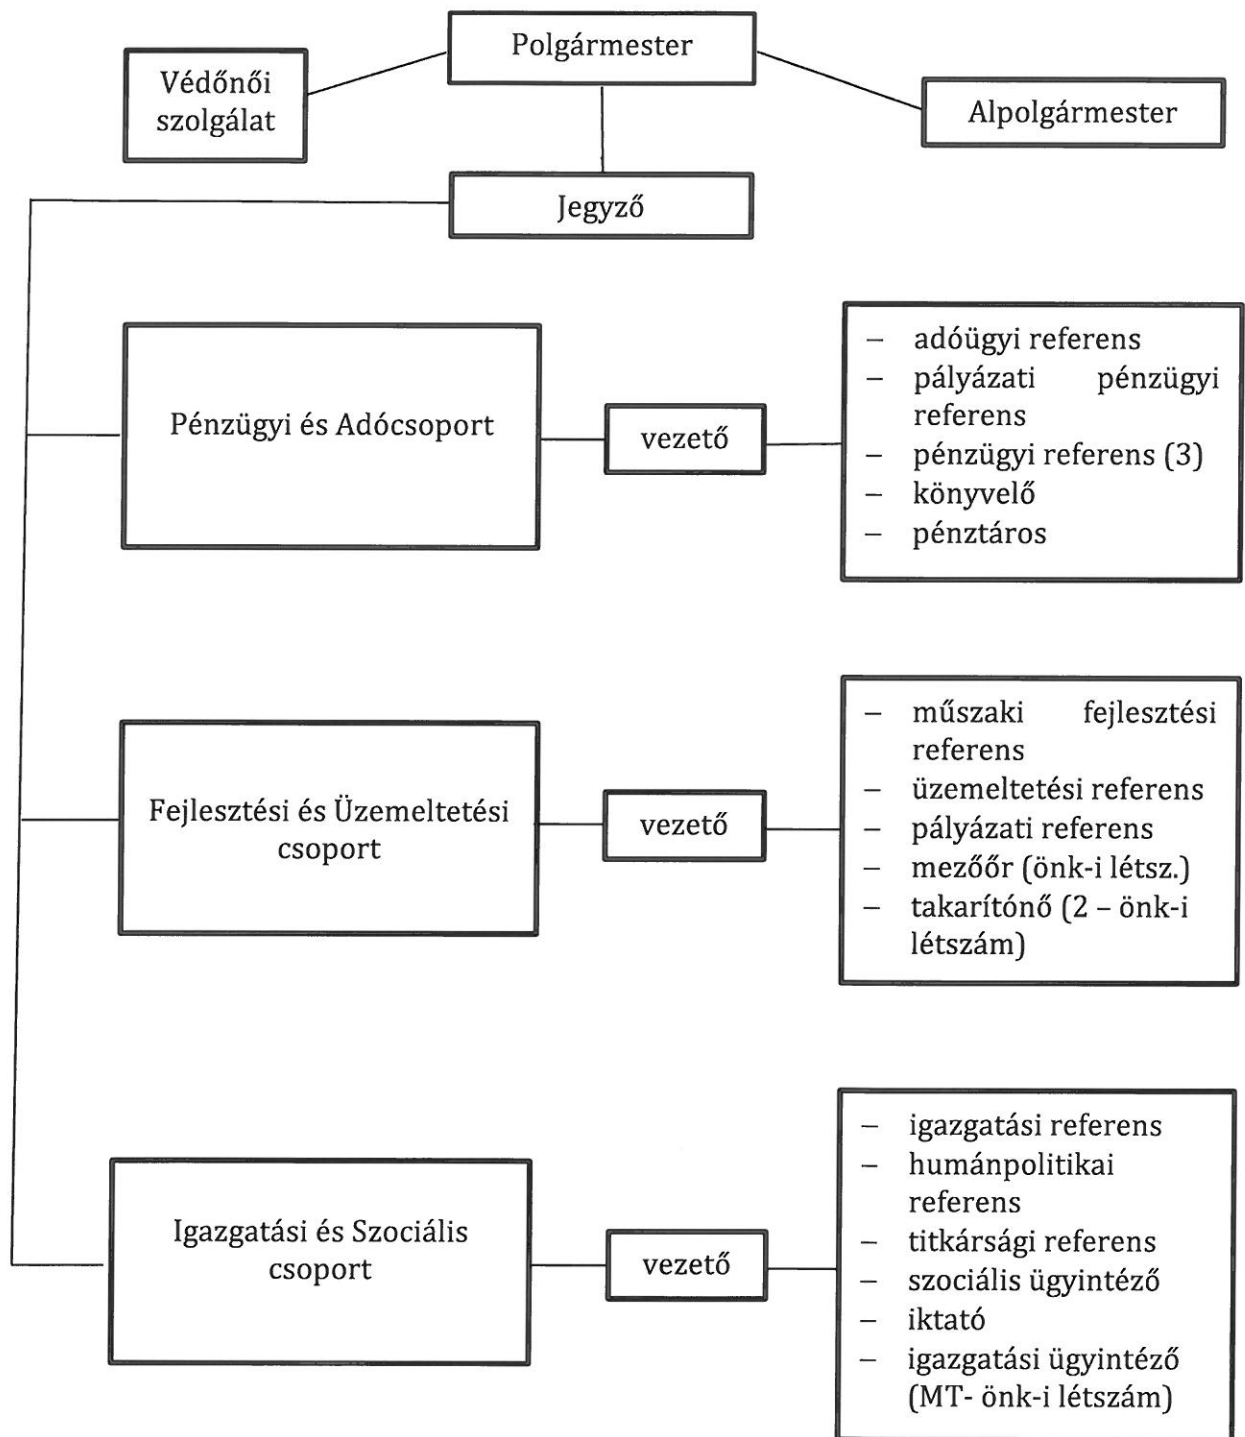 Polgármester
Védőnői
szolgálat
Alpolgármester
Jegyző
Pénzügyi és Adócsoport
vezető
– adóügyi referens
– pályázati pénzügyi
referens
– pénzügyi referens (3)
– könyvelő
– pénztáros
Fejlesztési és Üzemeltetési
csoport
vezető
– műszaki fejlesztési
referens
– üzemeltetési referens
– pályázati referens
– mezőőr (önk-i létsz.)
– takarítónő (2 – önk-i
létszám)
Igazgatási és Szociális
csoport
vezető
– igazgatási referens
– humánpolitikai
referens
– titkársági referens
– szociális ügyintéző
– iktató
– igazgatási ügyintéző
(MT- önk-i létszám)